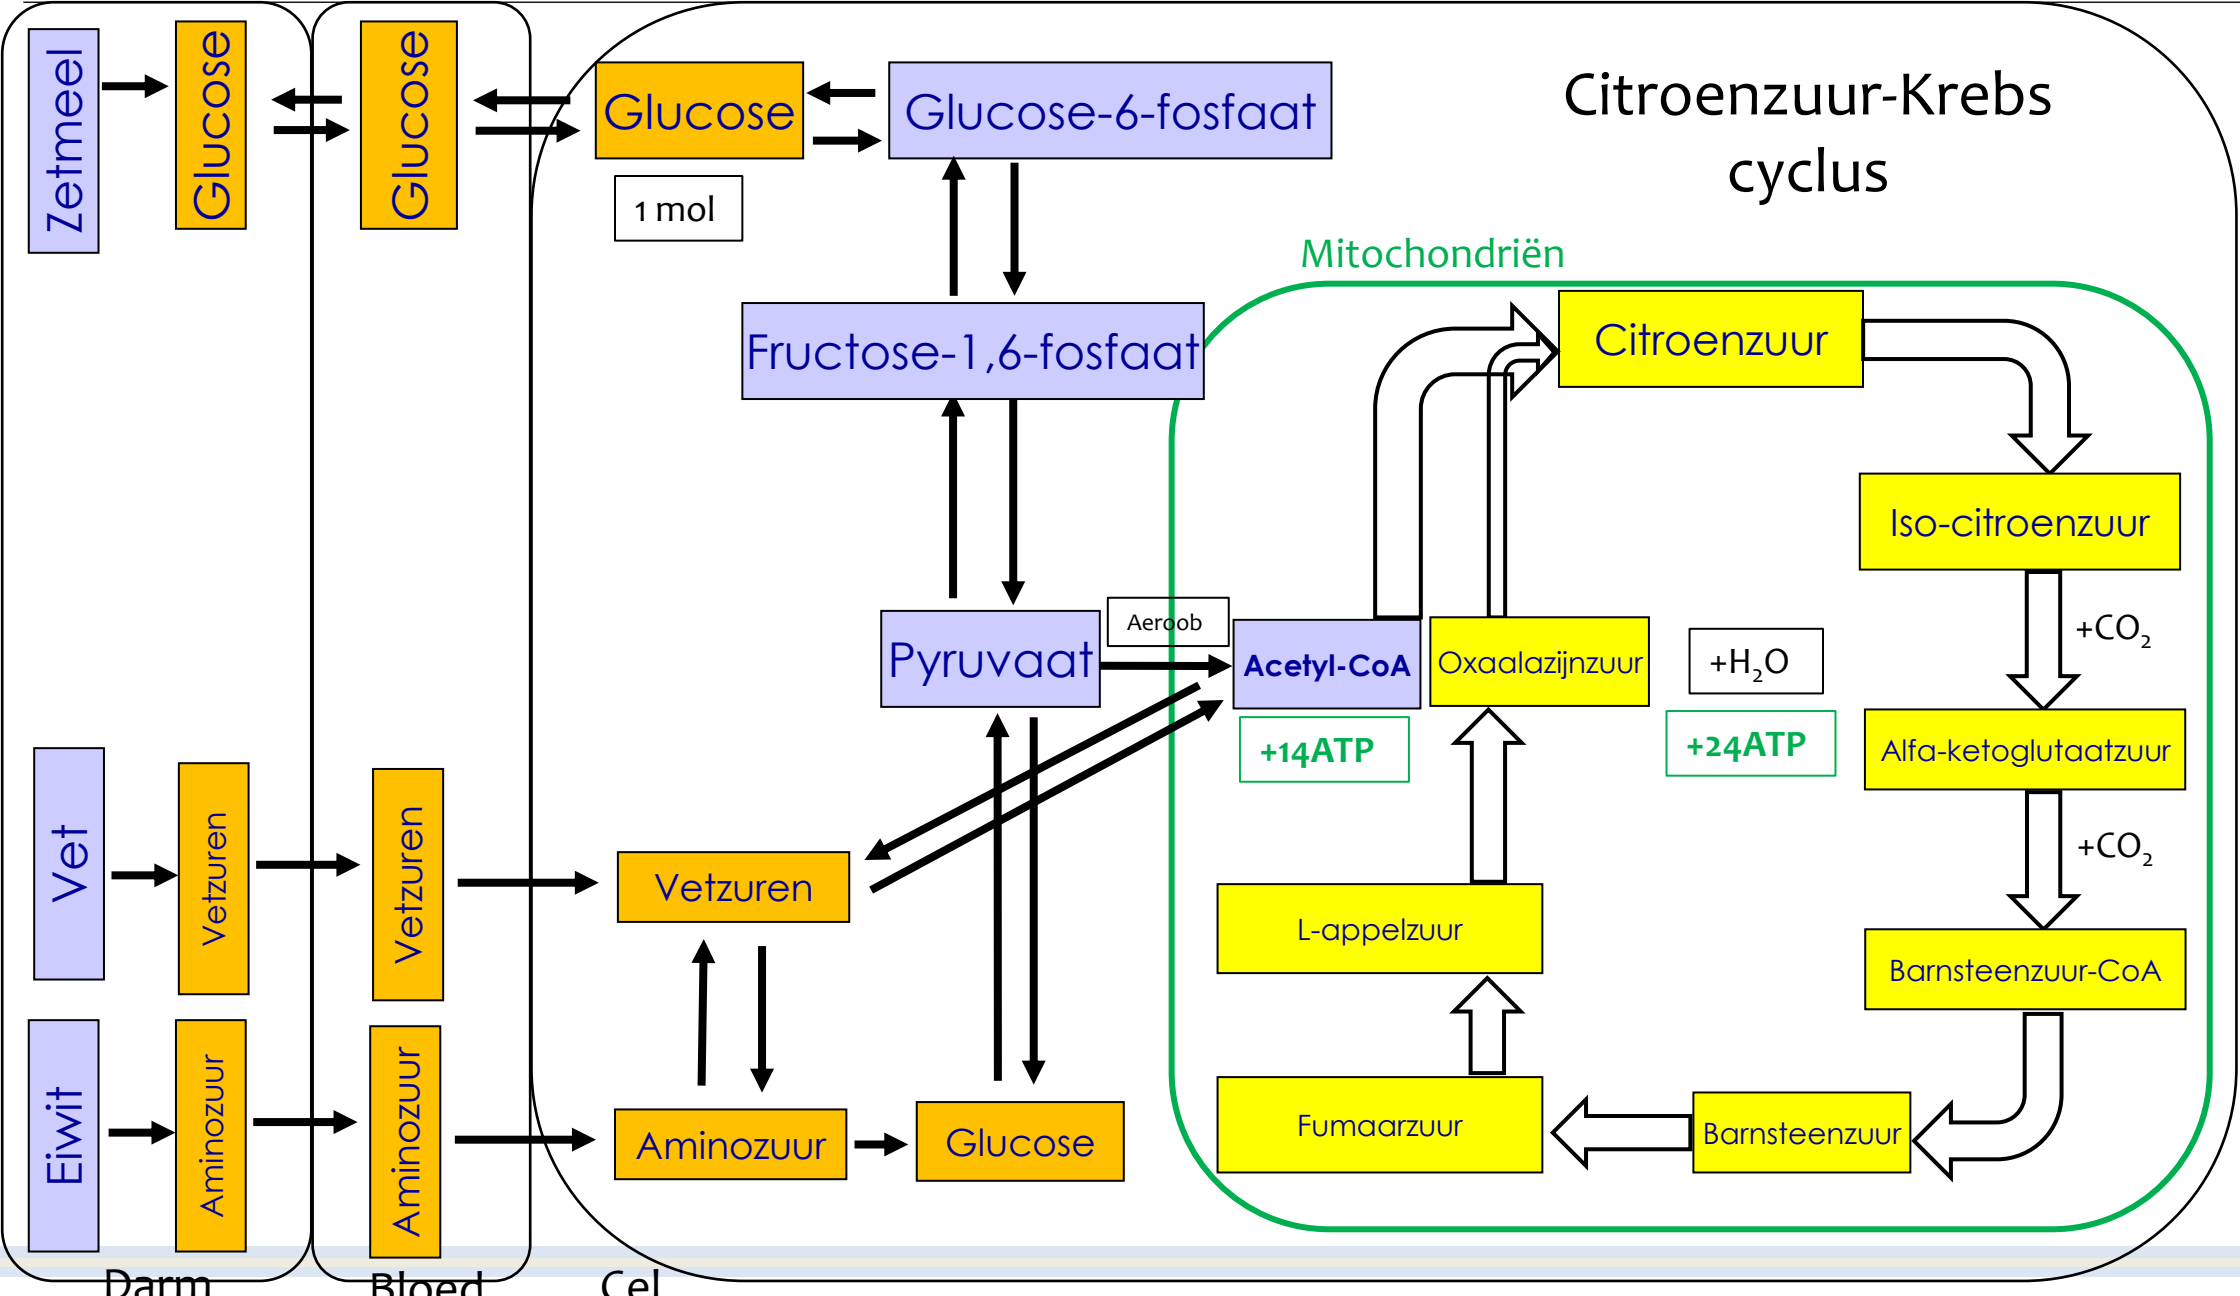 Citroenzuur-Krebs
cyclus
Zetmeel
Glucose
Glucose
Glucose
Glucose-6-fosfaat
1 mol
Mitochondriën
Fructose-1,6-fosfaat
Citroenzuur
Iso-citroenzuur
+CO₂
Pyruvaat
Aeroob
Acetyl-CoA
Oxaalazijnzuur
+H₂O
+14ATP
+24ATP
Alfa-ketoglutaatzuur
+CO₂
Vet
Vetzuren
Vetzuren
Vetzuren
L-appelzuur
Barnsteenzuur-CoA
Eiwit
Aminozuur
Aminozuur
Aminozuur
Glucose
Fumaarzuur
Barnsteenzuur
Darm
Bloed
Cel